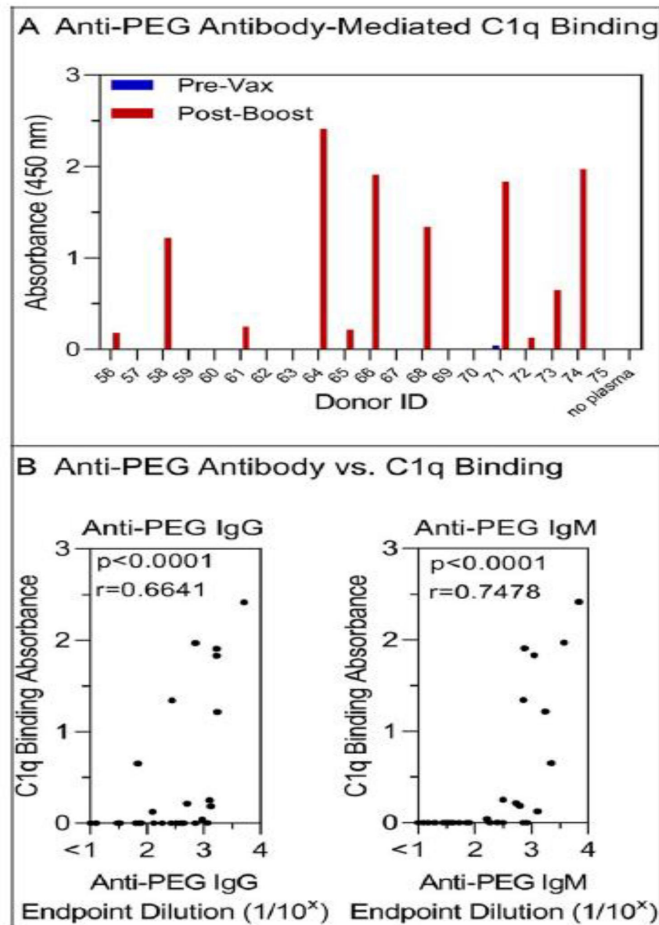 A Anti-PEG Antibody-Mediated C1q Binding
3
Pre-Vax
Post-Boost
2
1
0
Absorbance (450 nm)
56 57 58 59 60 61 62 63 64 65 66 67 68 69 70 71 72 73 74 75 no plasma
Donor ID
B Anti-PEG Antibody vs. C1q Binding
Anti-PEG IgG
3
p<0.0001
r=0.6641
2
1
0
C1q Binding Absorbance
<1 2 3 4
Anti-PEG IgG
Endpoint Dilution (1/10ˣ)
Anti-PEG IgM
3
p<0.0001
r=0.7478
2
1
0
C1q Binding Absorbance
<1 2 3 4
Anti-PEG IgM
Endpoint Dilution (1/10ˣ)